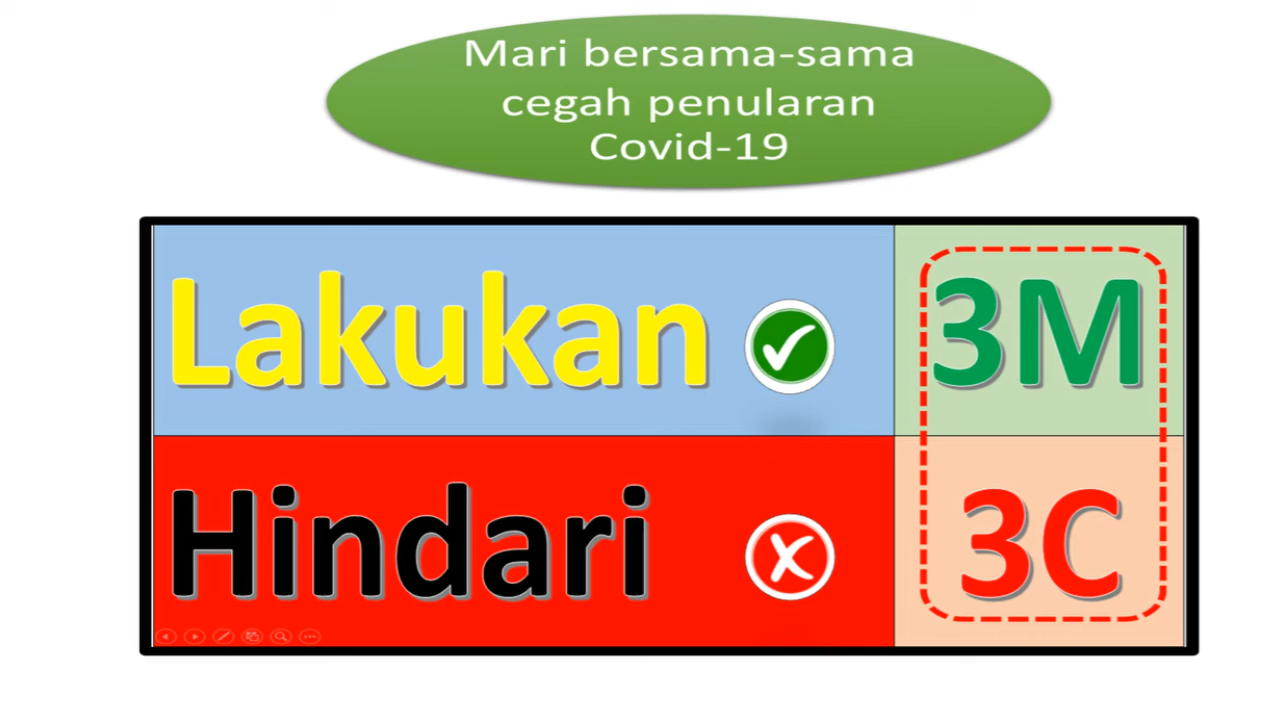 Mari bersama-sama
cegah penularan
Covid-19
Lakukan
3M
Hindari
3C